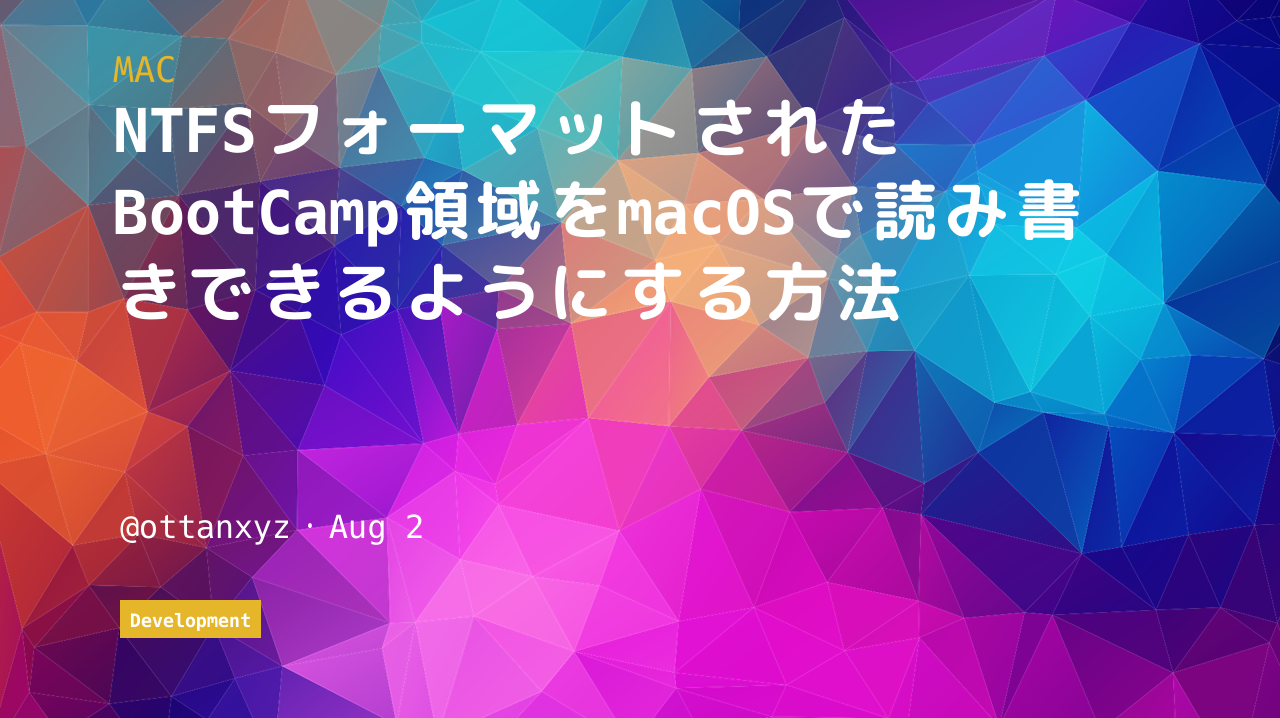 MAC
NTFSフォーマットされた
BootCamp領域をmacOSで読み書
きできるようにする方法
@ottanxyz・Aug 2
Development